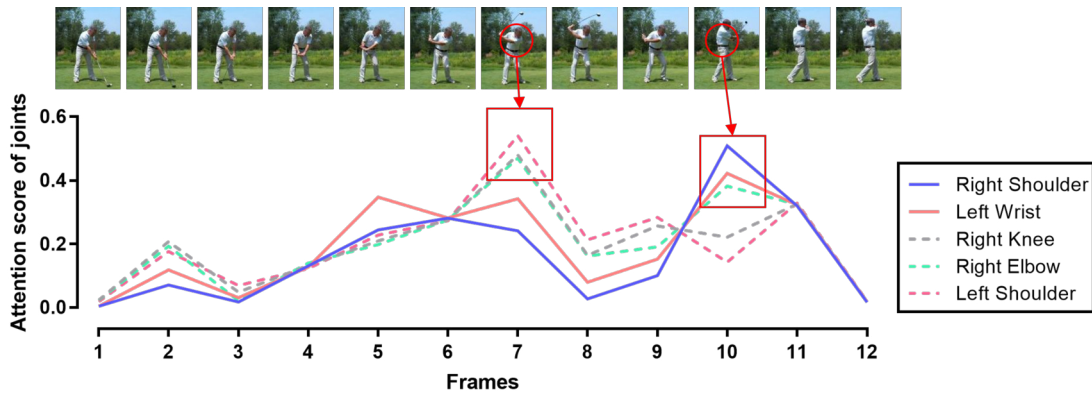 Attention score of joints
0.6
0.4
0.2
0.0
1 2 3 4 5 6 7 8 9 10 11 12
Frames
Right Shoulder
Left Wrist
Right Knee
Right Elbow
Left Shoulder